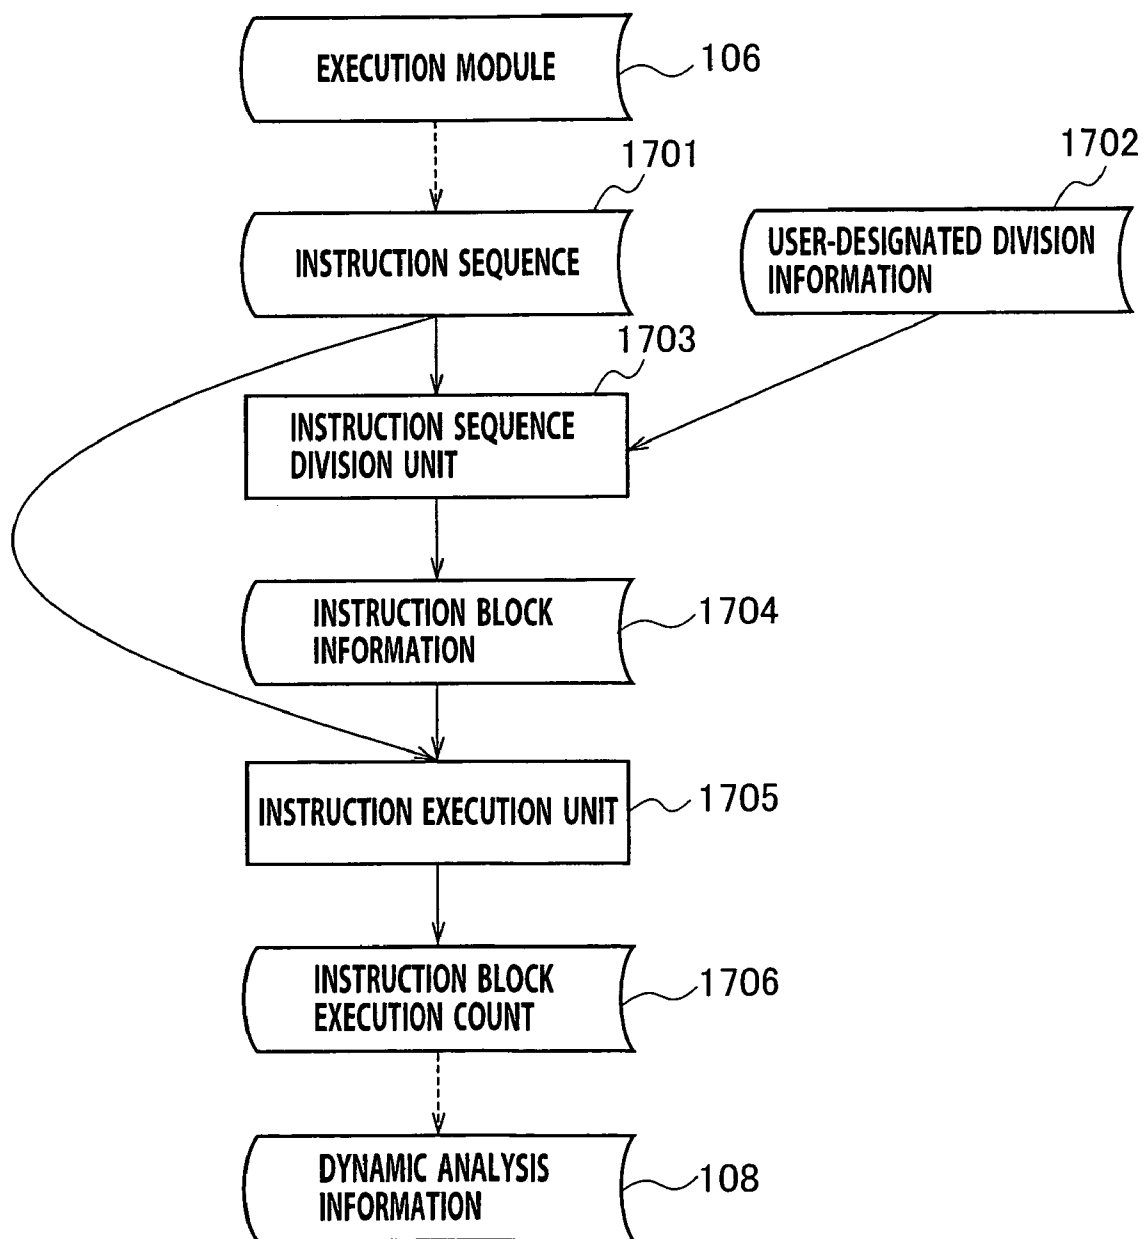 EXECUTION MODULE
106
1701
1702
INSTRUCTION SEQUENCE
USER-DESIGNATED DIVISION
INFORMATION
1703
INSTRUCTION SEQUENCE
DIVISION UNIT
INSTRUCTION BLOCK
INFORMATION
1704
INSTRUCTION EXECUTION UNIT
1705
INSTRUCTION BLOCK
EXECUTION COUNT
1706
DYNAMIC ANALYSIS
INFORMATION
108